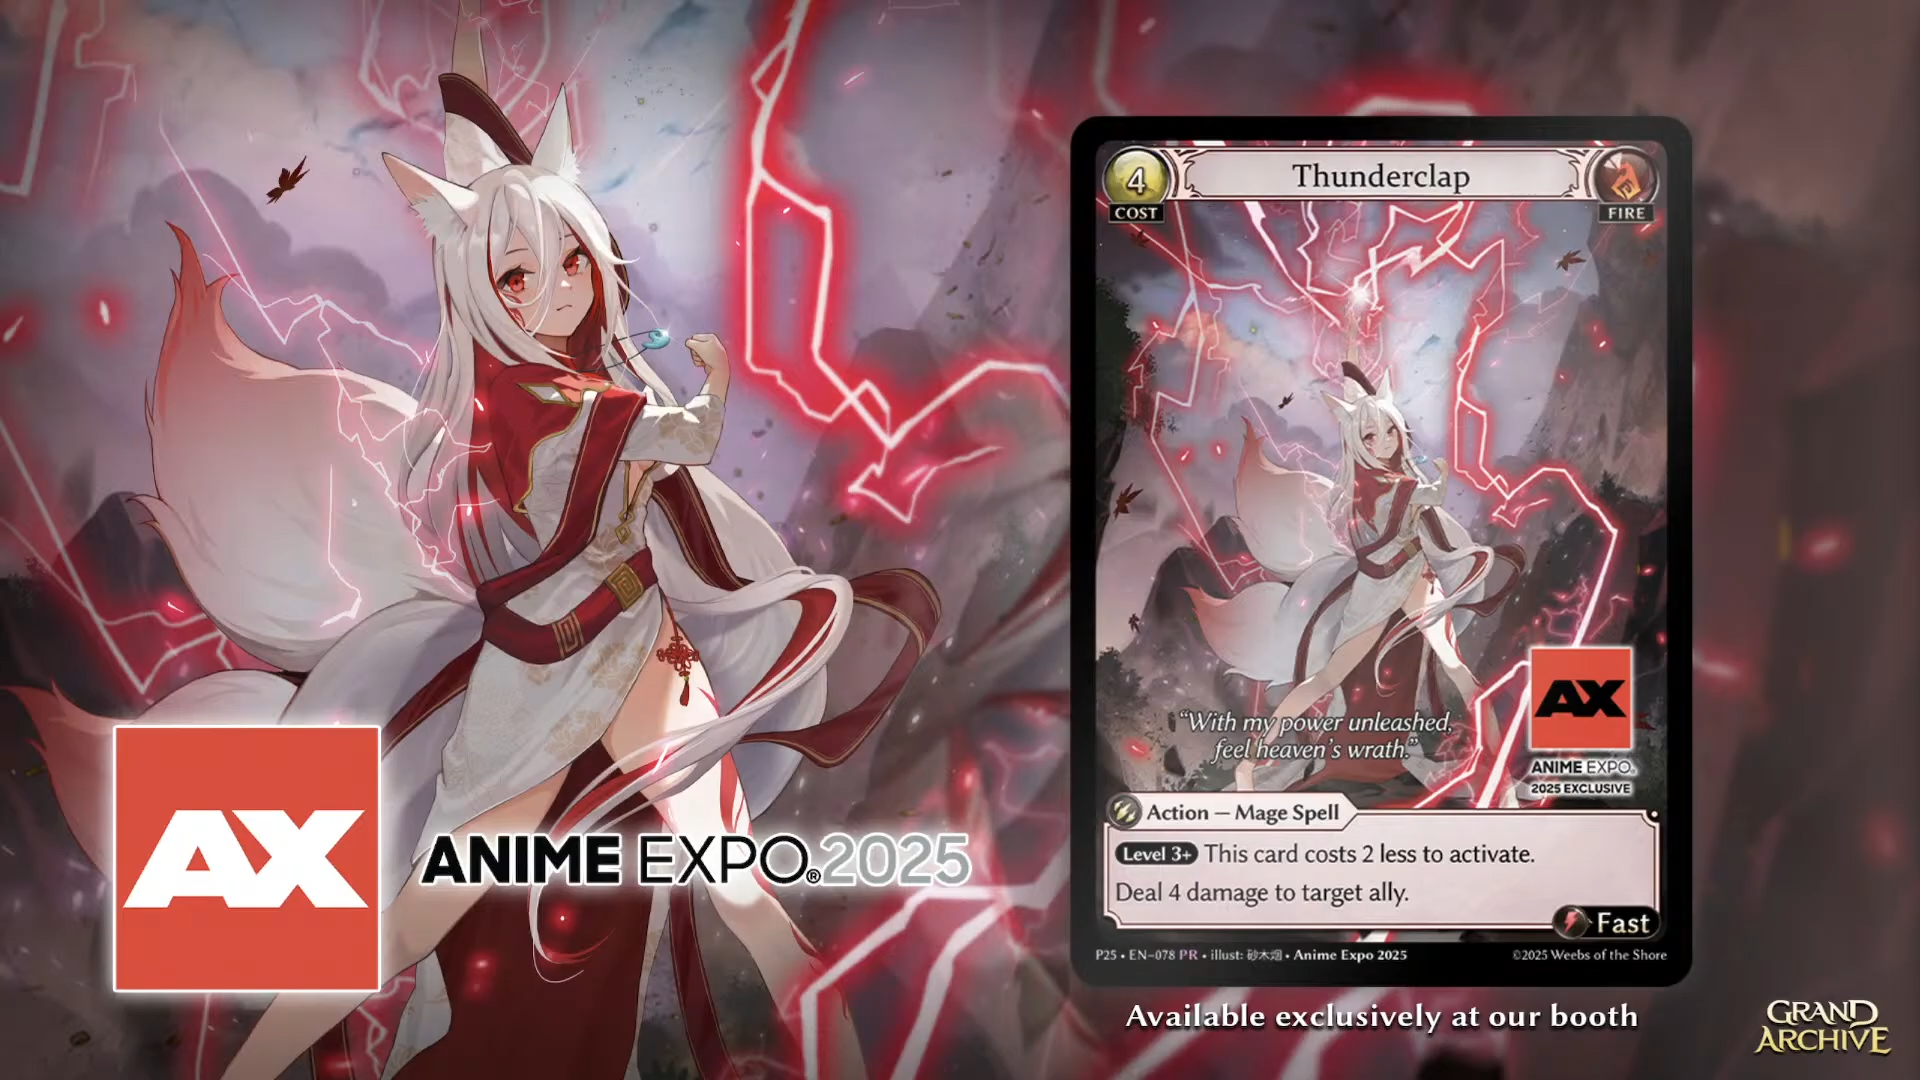 AX
ANIME EXPO®2025
4
COST
Thunderclap
FIRE
"With my power unleashed,
feel heaven's wrath."
AX
ANIME EXPO®
2025 EXCLUSIVE
Action — Mage Spell
Level 3+ This card costs 2 less to activate.
Deal 4 damage to target ally.
Fast
P25 • EN-078 PR • illust: 砂木烟 • Anime Expo 2025
©2025 Weebs of the Shore
Available exclusively at our booth
GRAND
ARCHIVE